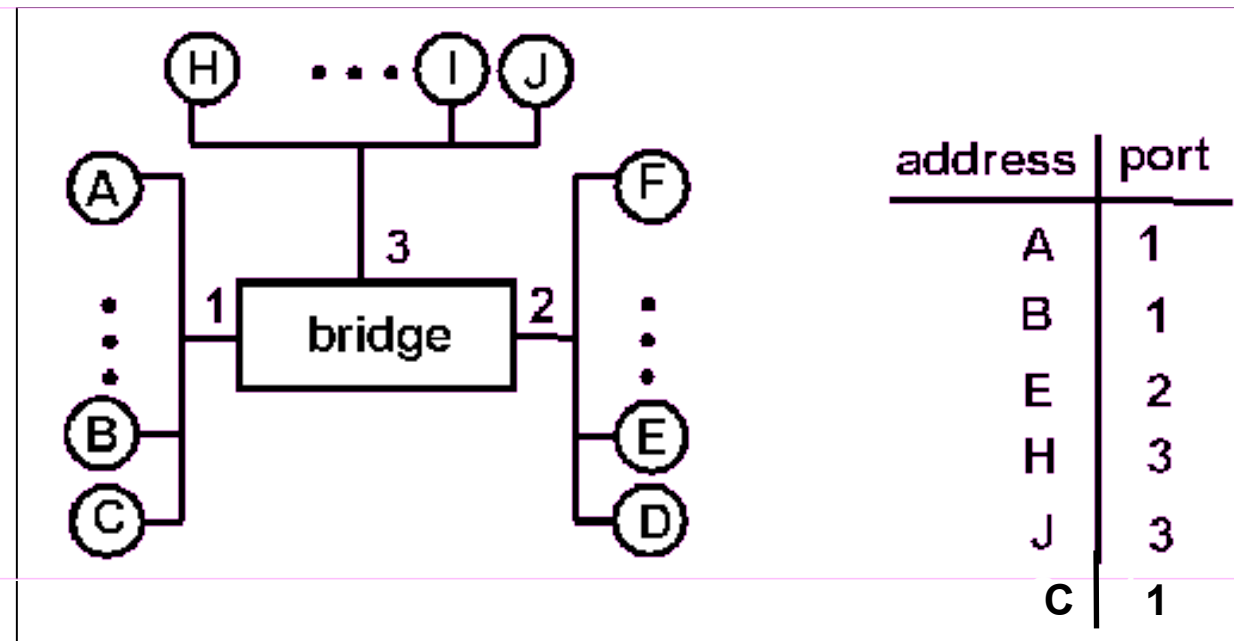 H I J
A F
3
1 bridge 2
B E
C D
address port
A 1
B 1
E 2
H 3
J 3
C 1